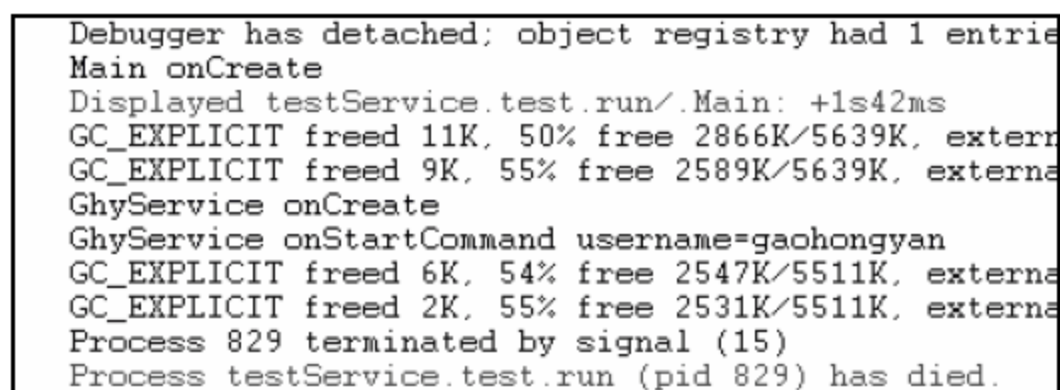 Debugger has detached; object registry had 1 entrie
Main onCreate
Displayed testService.test.run/.Main: +1s42ms
GC_EXPLICIT freed 11K, 50% free 2866K/5639K, extern
GC_EXPLICIT freed 9K, 55% free 2589K/5639K, externa
GhyService onCreate
GhyService onStartCommand username=gaohongyan
GC_EXPLICIT freed 6K, 54% free 2547K/5511K, externa
GC_EXPLICIT freed 2K, 55% free 2531K/5511K, externa
Process 829 terminated by signal (15)
Process testService.test.run (pid 829) has died.